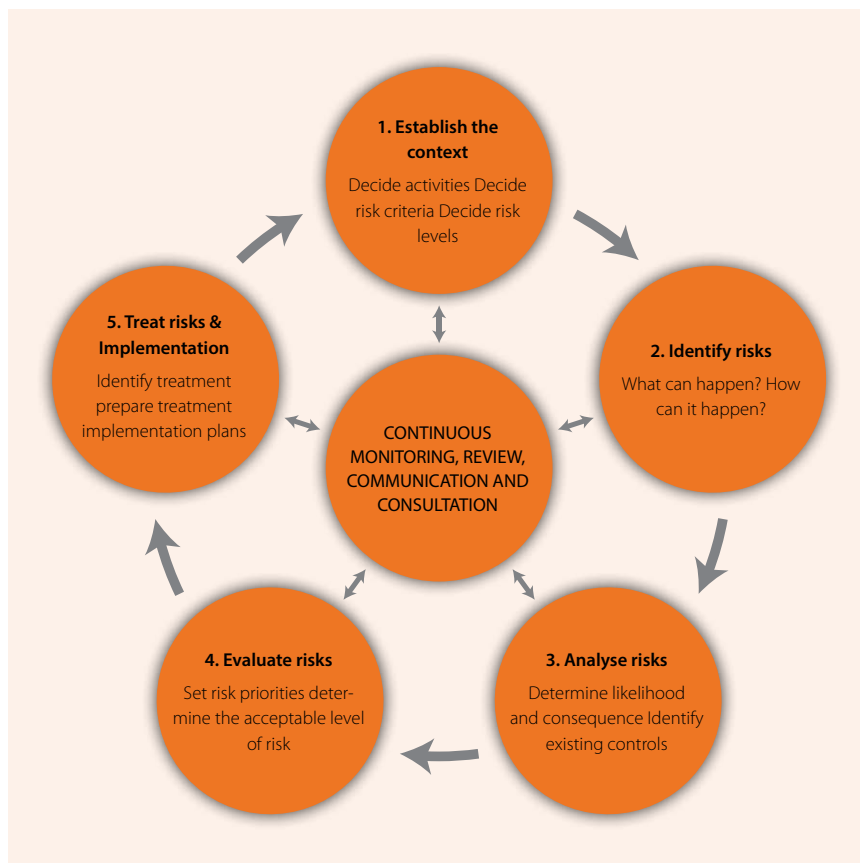 1. Establish the
context
Decide activities Decide
risk criteria Decide risk
levels
2. Identify risks
What can happen? How
can it happen?
3. Analyse risks
Determine likelihood
and consequence Identify
existing controls
4. Evaluate risks
Set risk priorities deter-
mine the acceptable level
of risk
5. Treat risks &
Implementation
Identify treatment
prepare treatment
implementation plans
CONTINUOUS
MONITORING, REVIEW,
COMMUNICATION AND
CONSULTATION